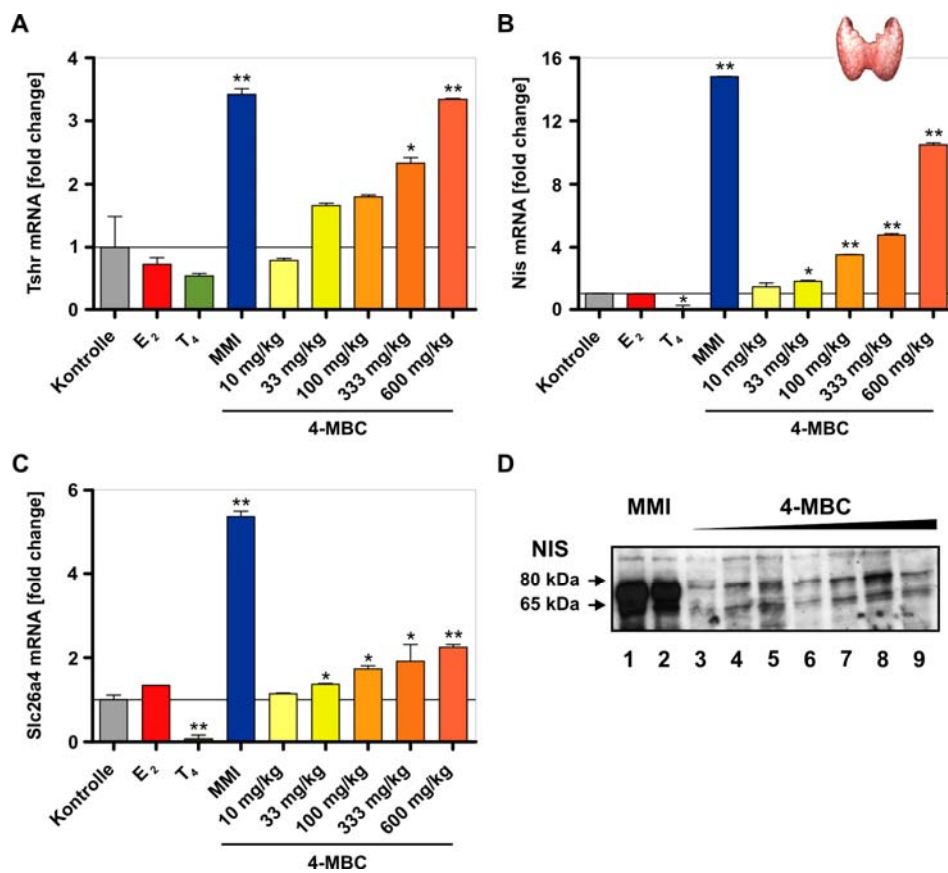 A
Tshr mRNA [fold change]
4
3
2
1
0
**
*
**
Kontrolle
E₂
T₄
MMI
10 mg/kg
33 mg/kg
100 mg/kg
333 mg/kg
600 mg/kg
4-MBC
B
Nis mRNA [fold change]
16
12
8
4
0
*
**
*
**
**
**
Kontrolle
E₂
T₄
MMI
10 mg/kg
33 mg/kg
100 mg/kg
333 mg/kg
600 mg/kg
4-MBC
C
Slc26a4 mRNA [fold change]
6
4
2
0
**
**
*
*
*
**
Kontrolle
E₂
T₄
MMI
10 mg/kg
33 mg/kg
100 mg/kg
333 mg/kg
600 mg/kg
4-MBC
D
MMI 4-MBC
NIS
80 kDa
65 kDa
1 2 3 4 5 6 7 8 9